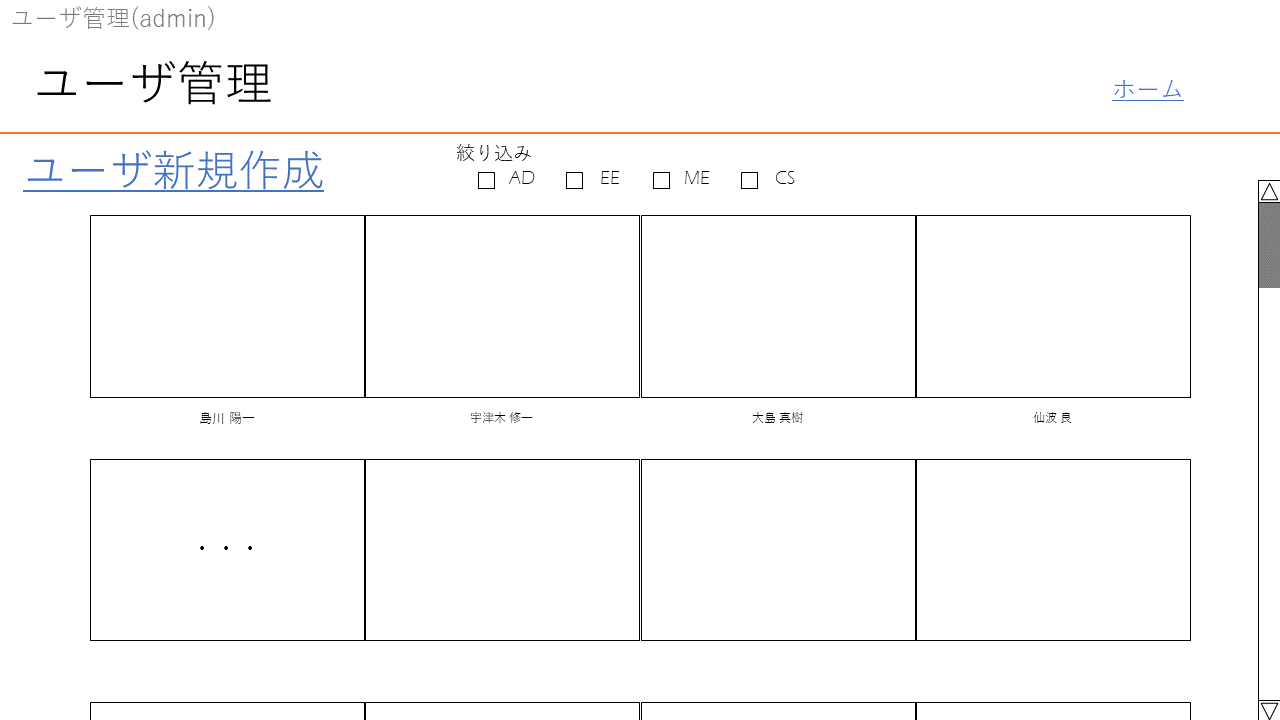 ユーザ管理(admin)
ユーザ管理
ホーム
ユーザ新規作成
絞り込み
AD EE ME CS
島川 陽一 宇津木 修一 大島 真樹 仙波 良
・・・